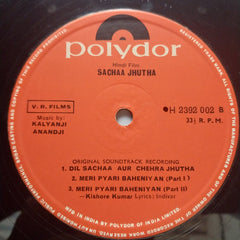 polydor
Hindi Film
SACHAA JHUTHA
V. R. FILMS
Music by:
KALYANJI
ANANDJI
H 2392 002 B
33⅓ R. P. M.
ORIGINAL SOUNDTRACK RECORDING
1. DIL SACHAA AUR CHEHRA JHUTHA
2. MERI PYARI BAHENIYAN (Part I)
3. MERI PYARI BAHENIYAN (Part II)
—Kishore Kumar Lyrics: Indivar
MADE IN INDIA BY POLYDOR OF INDIA LIMITED.